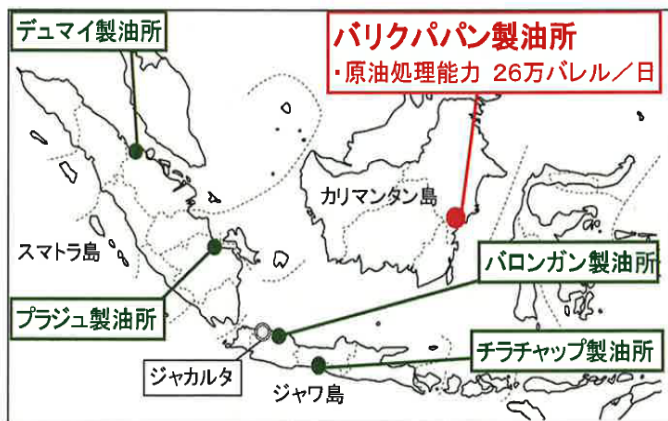 デュマイ製油所
バリクパパン製油所
・原油処理能力 26万バレル／日
カリマンタン島
スマトラ島
バロンガン製油所
プラジュ製油所
ジャカルタ
チラチャップ製油所
ジャワ島